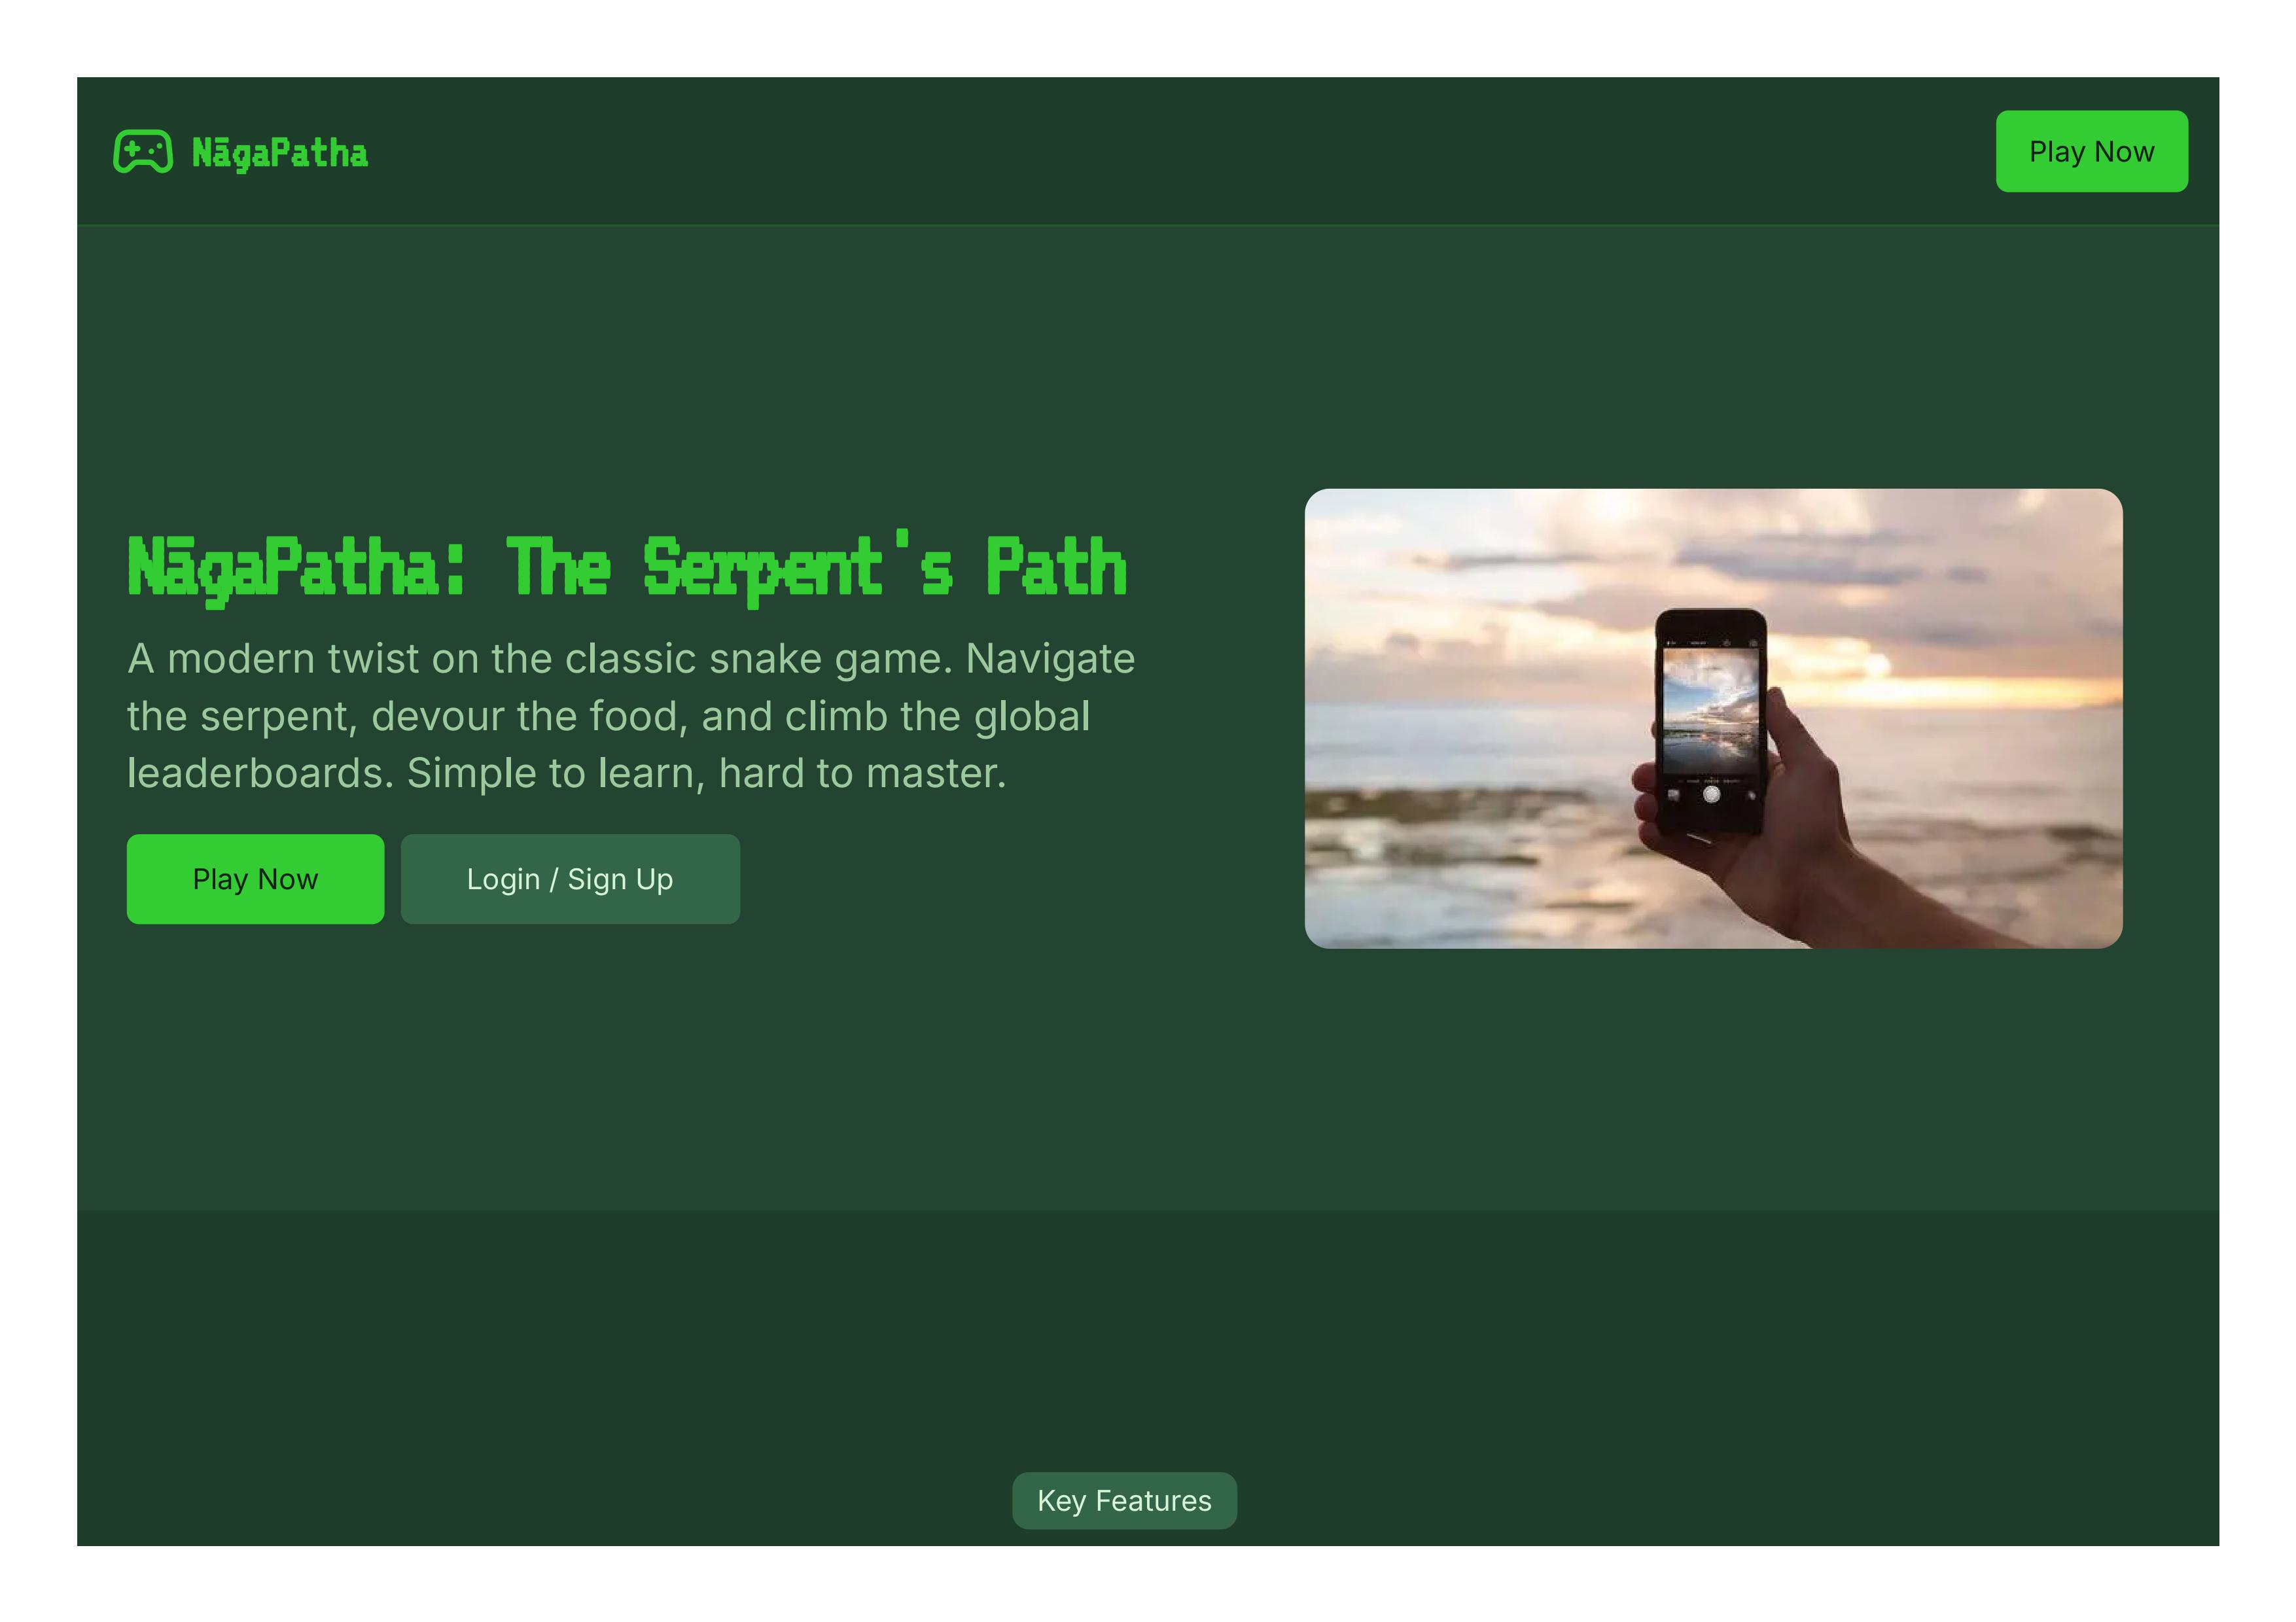 NāgaPatha
Play Now
NāgaPatha: The Serpent's Path
A modern twist on the classic snake game. Navigate
the serpent, devour the food, and climb the global
leaderboards. Simple to learn, hard to master.
Play Now
Login / Sign Up
Key Features